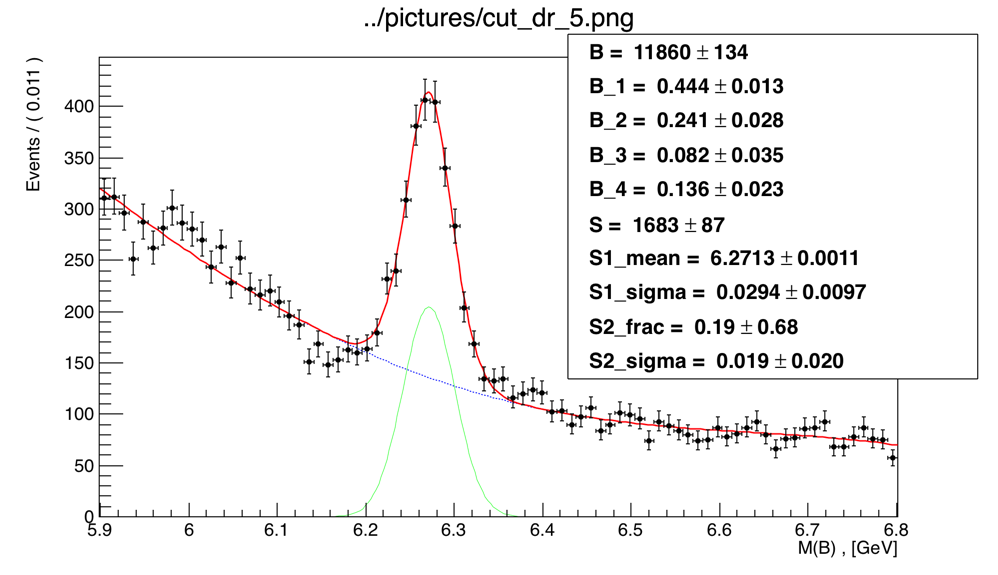 ../pictures/cut_dr_5.png
B = 11860 ± 134
B_1 = 0.444 ± 0.013
B_2 = 0.241 ± 0.028
B_3 = 0.082 ± 0.035
B_4 = 0.136 ± 0.023
S = 1683 ± 87
S1_mean = 6.2713 ± 0.0011
S1_sigma = 0.0294 ± 0.0097
S2_frac = 0.19 ± 0.68
S2_sigma = 0.019 ± 0.020
Events / ( 0.011 )
400
350
300
250
200
150
100
50
0
5.9 6 6.1 6.2 6.3 6.4 6.5 6.6 6.7 6.8
M(B) , [GeV]